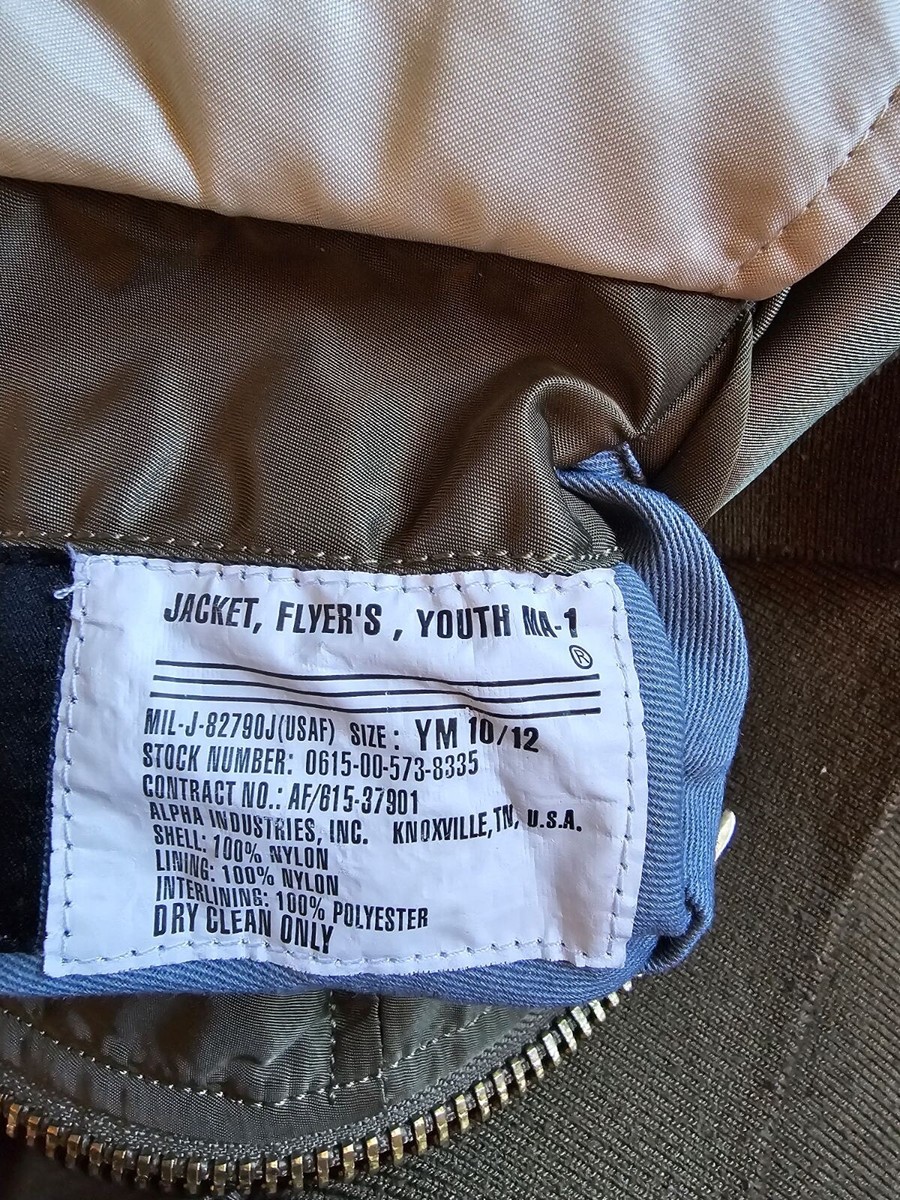 JACKET, FLYER'S , YOUTH MA-1
®
MIL-J-82790J(USAF) SIZE: YM 10/12
STOCK NUMBER: 0615-00-573-8335
CONTRACT NO.: AF/615-37901
ALPHA INDUSTRIES, INC. KNOXVILLE, TN, U.S.A.
SHELL: 100% NYLON
LINING: 100% NYLON
INTERLINING: 100% POLYESTER
DRY CLEAN ONLY